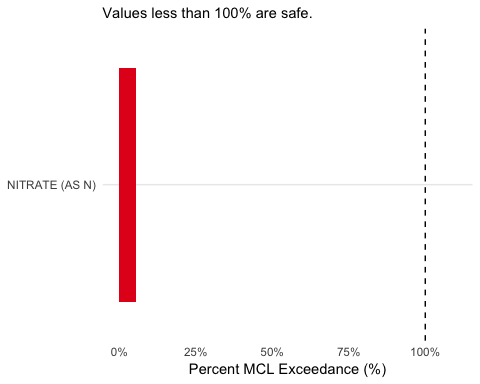 Values less than 100% are safe.
NITRATE (AS N)
0% 25% 50% 75% 100%
Percent MCL Exceedance (%)